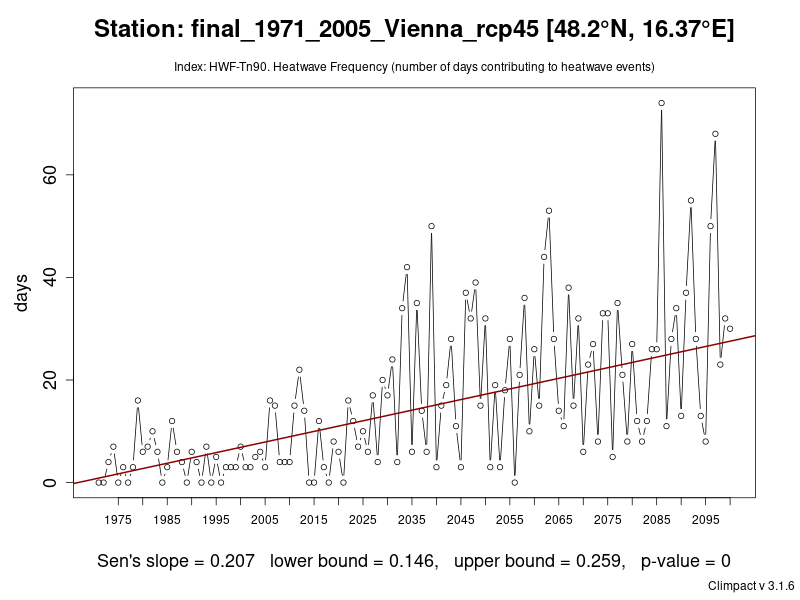 Station: final_1971_2005_Vienna_rcp45 [48.2°N, 16.37°E]
Index: HWF-Tn90. Heatwave Frequency (number of days contributing to heatwave events)
days
60
40
20
0
1975 1985 1995 2005 2015 2025 2035 2045 2055 2065 2075 2085 2095
Sen's slope = 0.207 lower bound = 0.146, upper bound = 0.259, p-value = 0
Climpact v 3.1.6